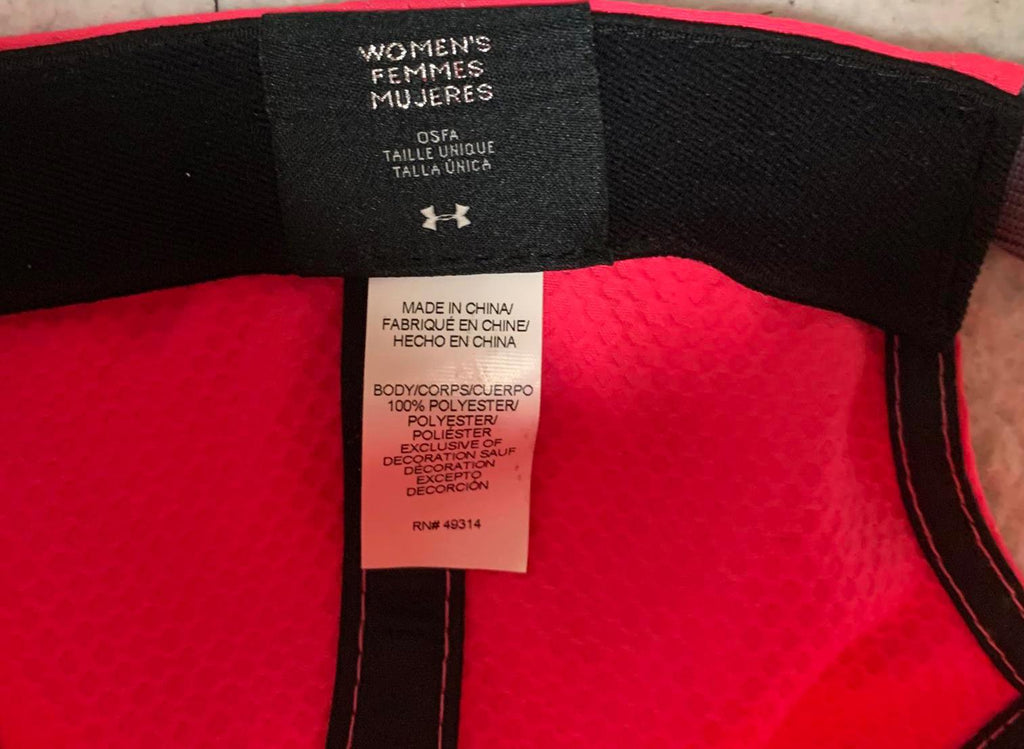 WOMEN'S
FEMMES
MUJERES
OSFA
TAILLE UNIQUE
TALLA ÚNICA
MADE IN CHINA/
FABRIQUÉ EN CHINE/
HECHO EN CHINA
BODY/CORPS/CUERPO
100% POLYESTER/
POLYESTER/
POLIÉSTER
EXCLUSIVE OF
DECORATION SAUF
DÉCORATION
EXCEPTO
DECORCIÓN
RN# 49314